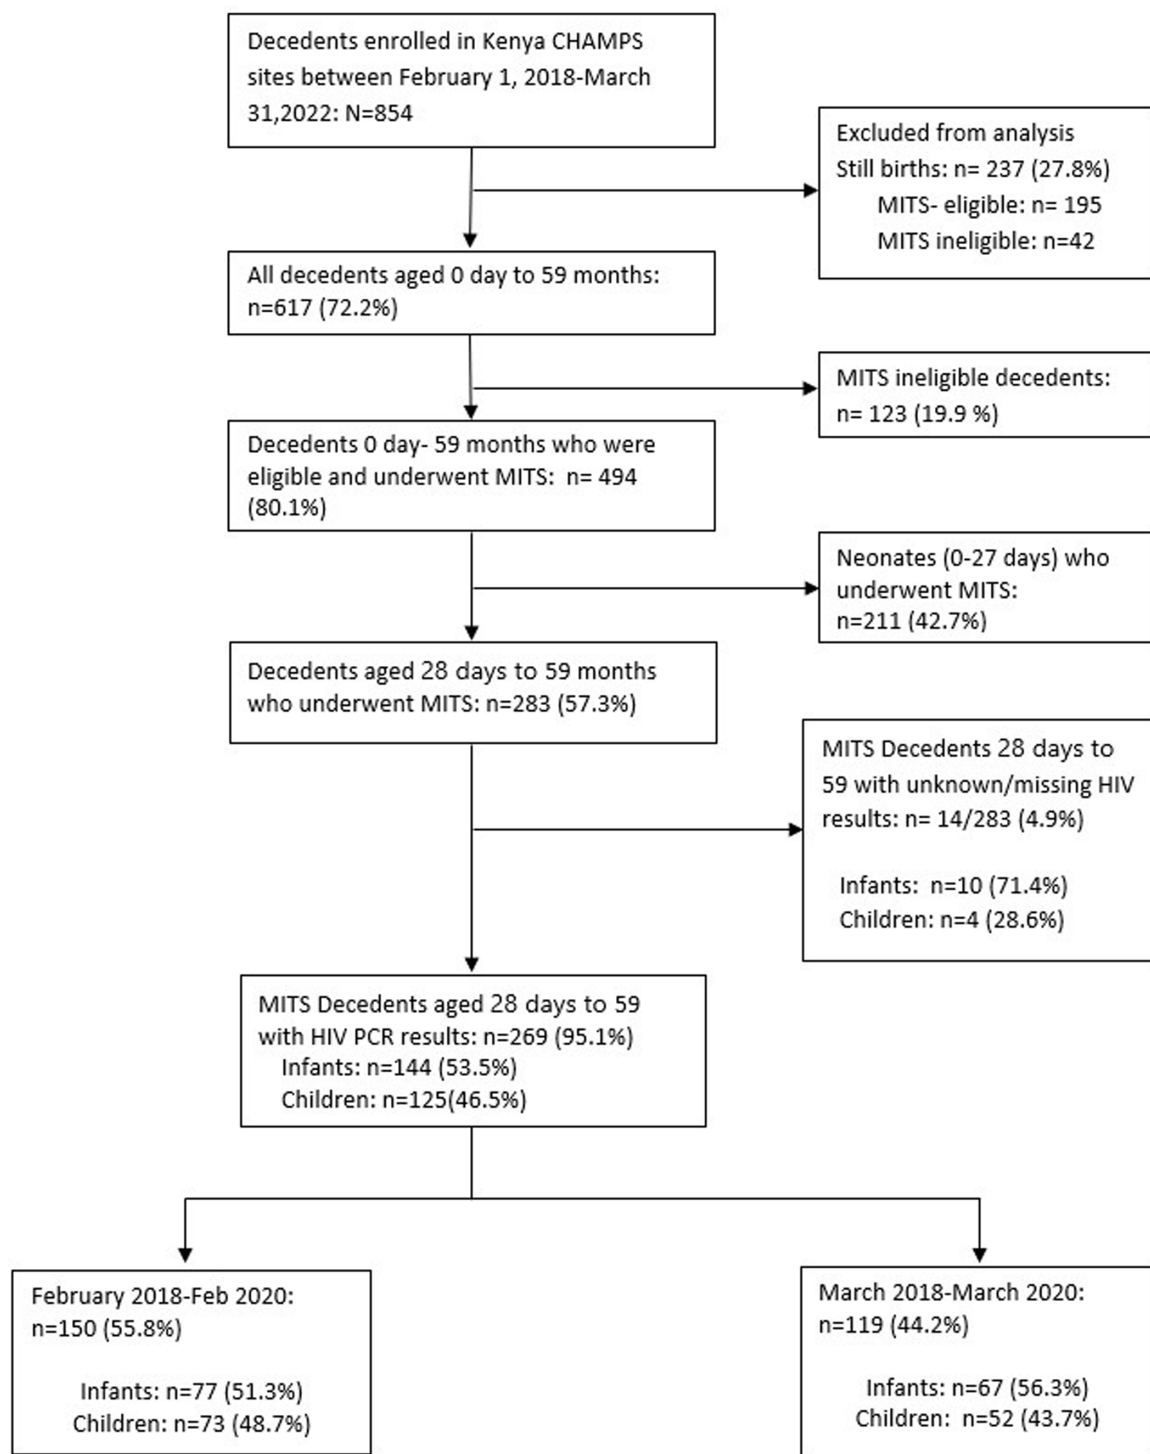 Decedents enrolled in Kenya CHAMPS
sites between February 1, 2018-March
31,2022: N=854
Excluded from analysis
Still births: n= 237 (27.8%)
MITS- eligible: n= 195
MITS ineligible: n=42
All decedents aged 0 day to 59 months:
n=617 (72.2%)
MITS ineligible decedents:
n= 123 (19.9 %)
Decedents 0 day- 59 months who were
eligible and underwent MITS:  n= 494
(80.1%)
Neonates (0-27 days) who
underwent MITS:
n=211 (42.7%)
Decedents aged 28 days to 59 months
who underwent MITS: n=283 (57.3%)
MITS Decedents 28 days to
59 with unknown/missing HIV
results: n= 14/283 (4.9%)
Infants:  n=10 (71.4%)
Children: n=4 (28.6%)
MITS Decedents aged 28 days to 59
with HIV PCR results: n=269 (95.1%)
Infants: n=144 (53.5%)
Children: n=125(46.5%)
February 2018-Feb 2020:
n=150 (55.8%)
Infants: n=77 (51.3%)
Children: n=73 (48.7%)
March 2018-March 2020:
n=119 (44.2%)
Infants: n=67 (56.3%)
Children:  n=52 (43.7%)